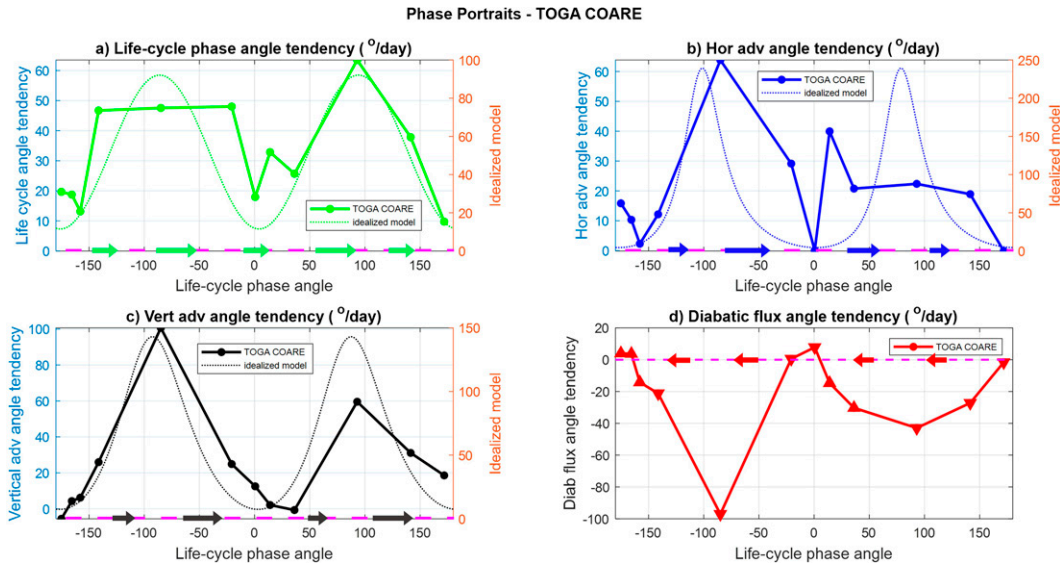 Phase Portraits - TOGA COARE
a) Life-cycle phase angle tendency ( O/day)
Life cycle angle tendency
60
50
40
30
20
10
0
100
80
60
40
20
0
Idealized model
TOGA COARE
idealized model
-150 -100 -50 0 50 100 150
Life-cycle phase angle
b) Hor adv angle tendency ( O/day)
Hor adv angle tendency
60
50
40
30
20
10
0
250
200
150
100
50
0
Idealized model
TOGA COARE
idealized model
-150 -100 -50 0 50 100 150
Life-cycle phase angle
c) Vert adv angle tendency ( O/day)
Vertical adv angle tendency
100
80
60
40
20
0
150
100
50
0
Idealized model
TOGA COARE
idealized model
-150 -100 -50 0 50 100 150
Life-cycle phase angle
d) Diabatic flux angle tendency ( O/day)
Diab flux angle tendency
20
0
-20
-40
-60
-80
-100
TOGA COARE
-150 -100 -50 0 50 100 150
Life-cycle phase angle